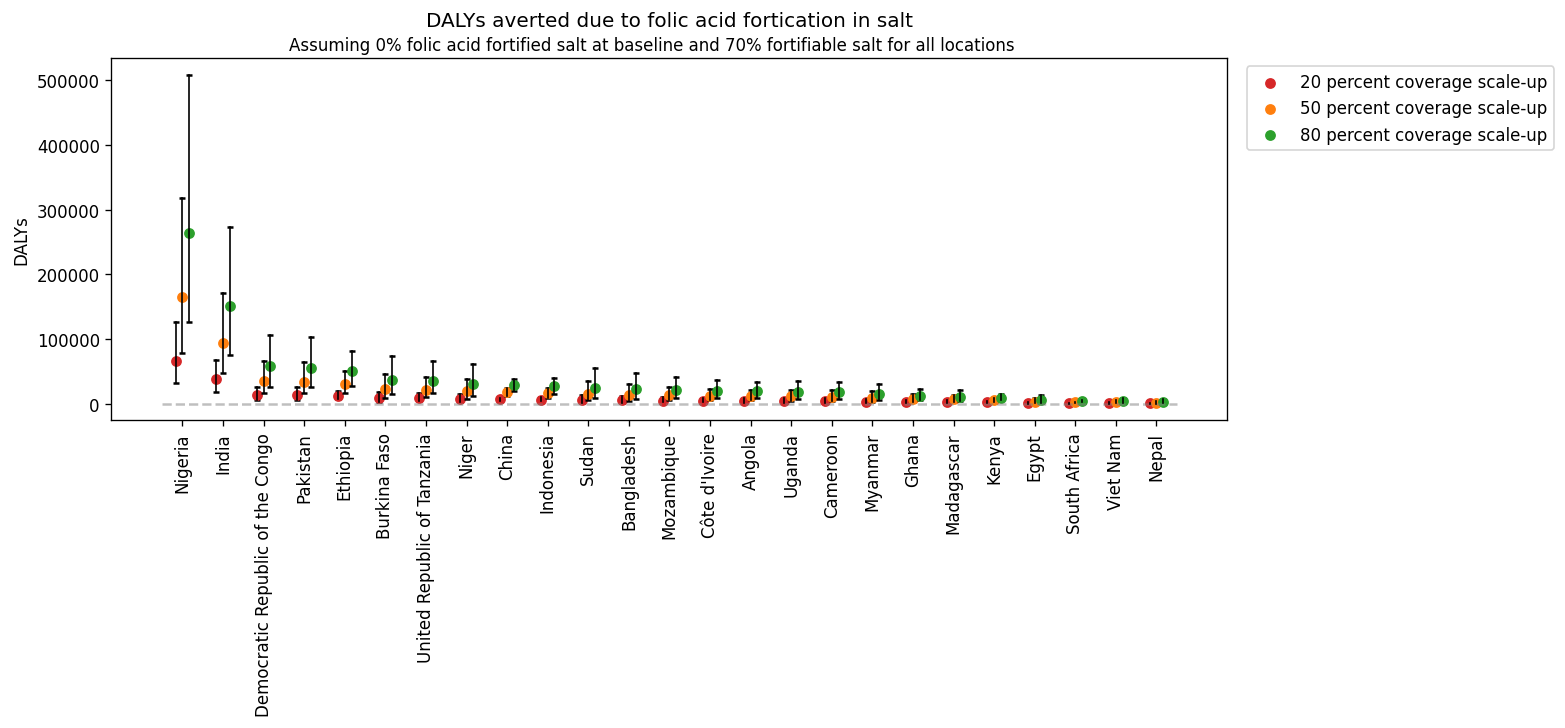 DALYs averted due to folic acid fortication in salt
Assuming 0% folic acid fortified salt at baseline and 70% fortifiable salt for all locations
20 percent coverage scale-up
50 percent coverage scale-up
80 percent coverage scale-up
DALYs
500000
400000
300000
200000
100000
0
Nigeria
India
Democratic Republic of the Congo
Pakistan
Ethiopia
Burkina Faso
United Republic of Tanzania
Niger
China
Indonesia
Sudan
Bangladesh
Mozambique
Côte d'Ivoire
Angola
Uganda
Cameroon
Myanmar
Ghana
Madagascar
Kenya
Egypt
South Africa
Viet Nam
Nepal